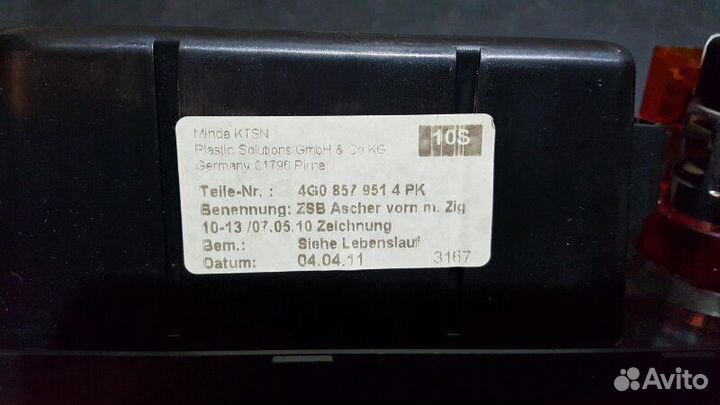 Minda KTSN
Plastic Solutions GmbH & Co KG
Germany 01796 Pirna
10S
Teile-Nr. : 4G0 857 951 4 PK
Benennung: ZSB Ascher vorn m. Zig
10-13 /07.05.10 Zeichnung
Bem.: Siehe Lebenslauf
Datum: 04.04.11 3167
Avito